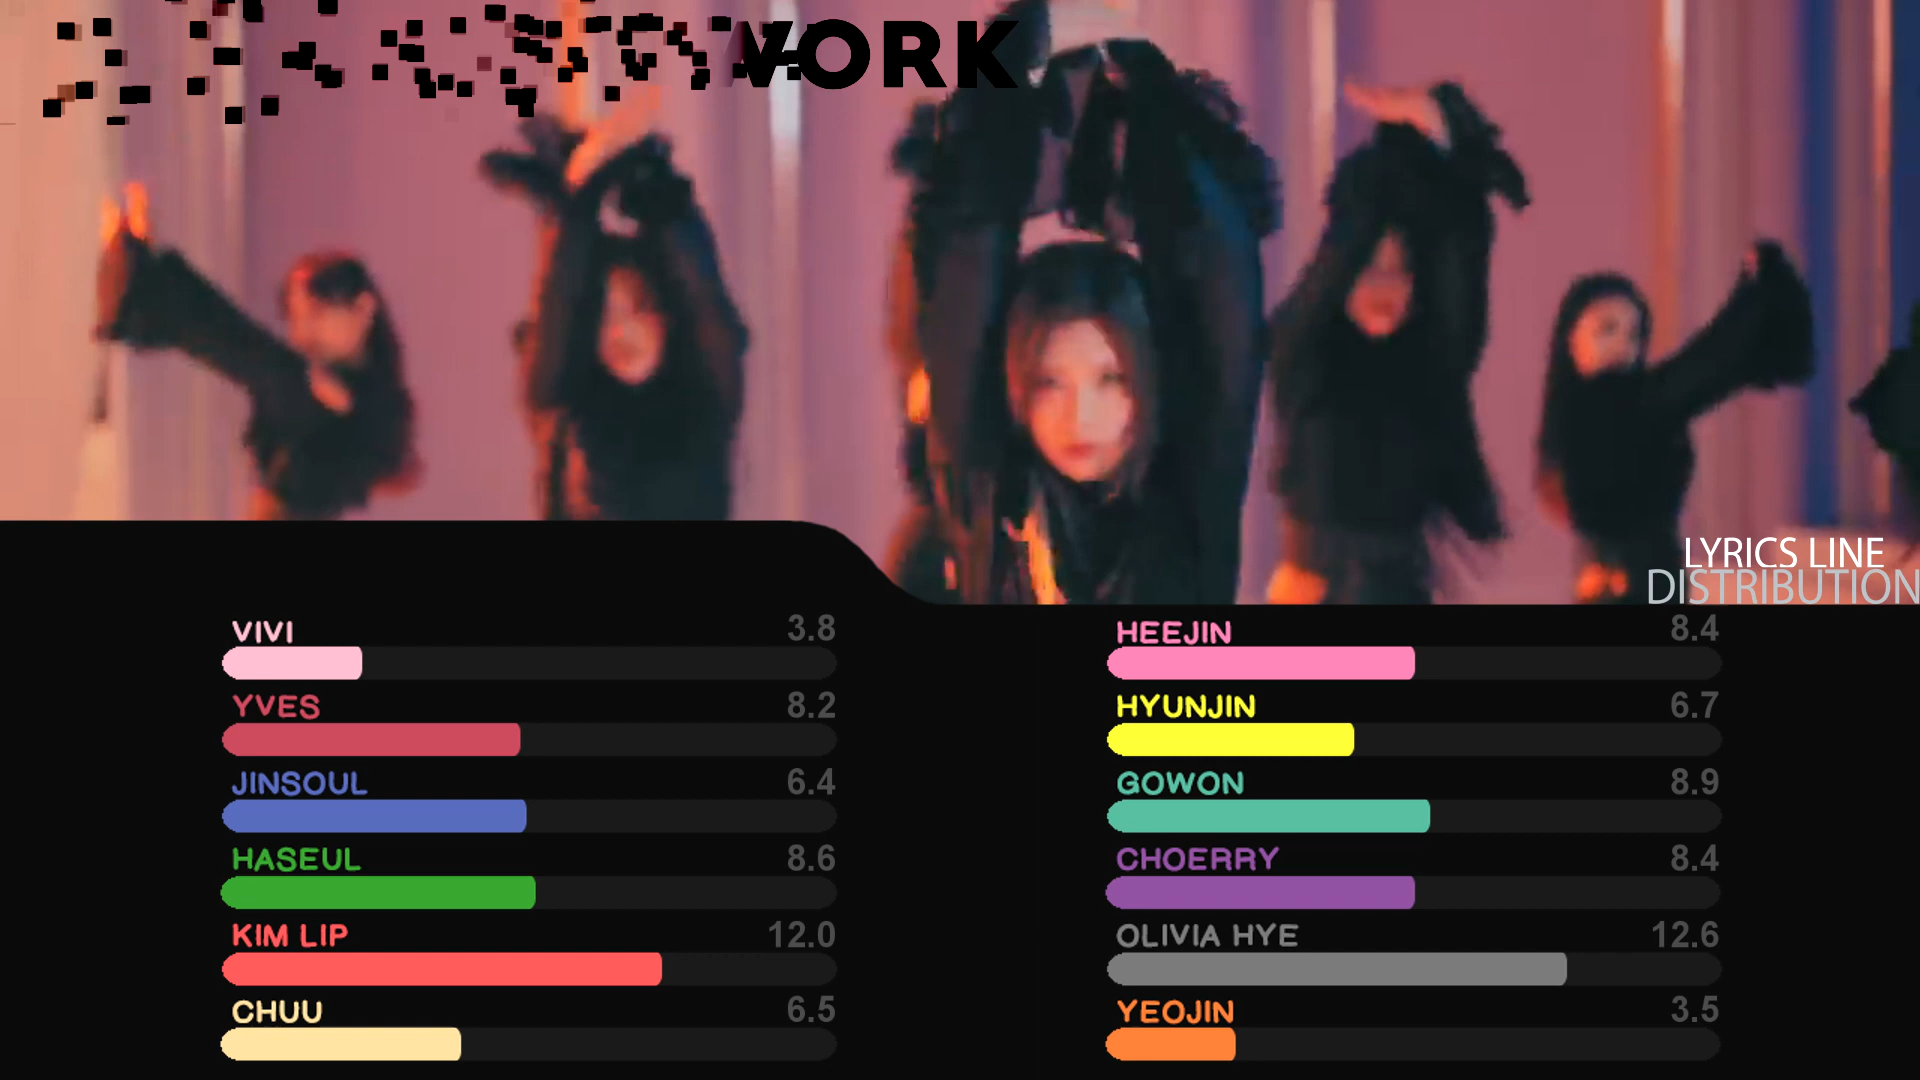 WORK
LYRICS LINE
DISTRIBUTION
VIVI 3.8
YVES 8.2
JINSOUL 6.4
HASEUL 8.6
KIM LIP 12.0
CHUU 6.5
HEEJIN 8.4
HYUNJIN 6.7
GOWON 8.9
CHOERRY 8.4
OLIVIA HYE 12.6
YEOJIN 3.5